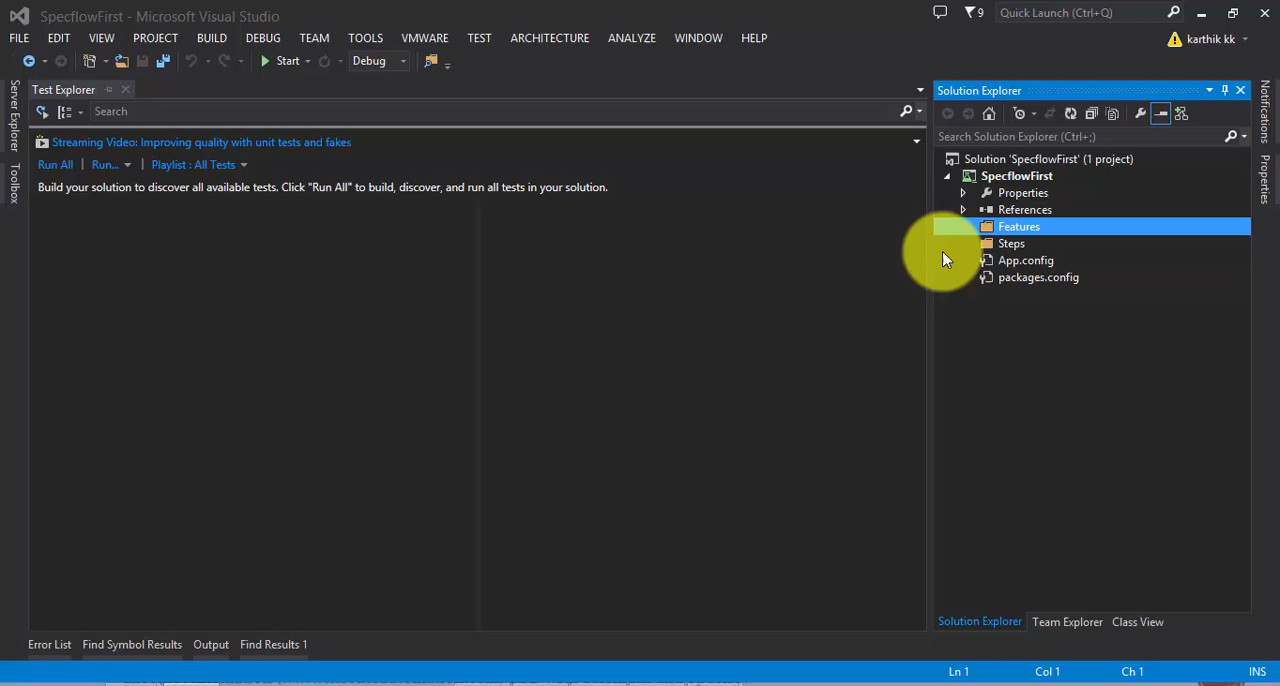 SpecflowFirst - Microsoft Visual Studio
9
Quick Launch (Ctrl+Q)
FILE EDIT VIEW PROJECT BUILD DEBUG TEAM TOOLS VMWARE TEST ARCHITECTURE ANALYZE WINDOW HELP
karthik kk
Start
Debug
Server Explorer
Toolbox
Test Explorer
Search
Streaming Video: Improving quality with unit tests and fakes
Run All | Run... | Playlist : All Tests
Build your solution to discover all available tests. Click "Run All" to build, discover, and run all tests in your solution.
Solution Explorer
Search Solution Explorer (Ctrl+;)
Solution 'SpecflowFirst' (1 project)
SpecflowFirst
Properties
References
Features
Steps
App.config
packages.config
Notifications
Properties
Solution Explorer Team Explorer Class View
Error List Find Symbol Results Output Find Results 1
Ln 1 Col 1 Ch 1 INS